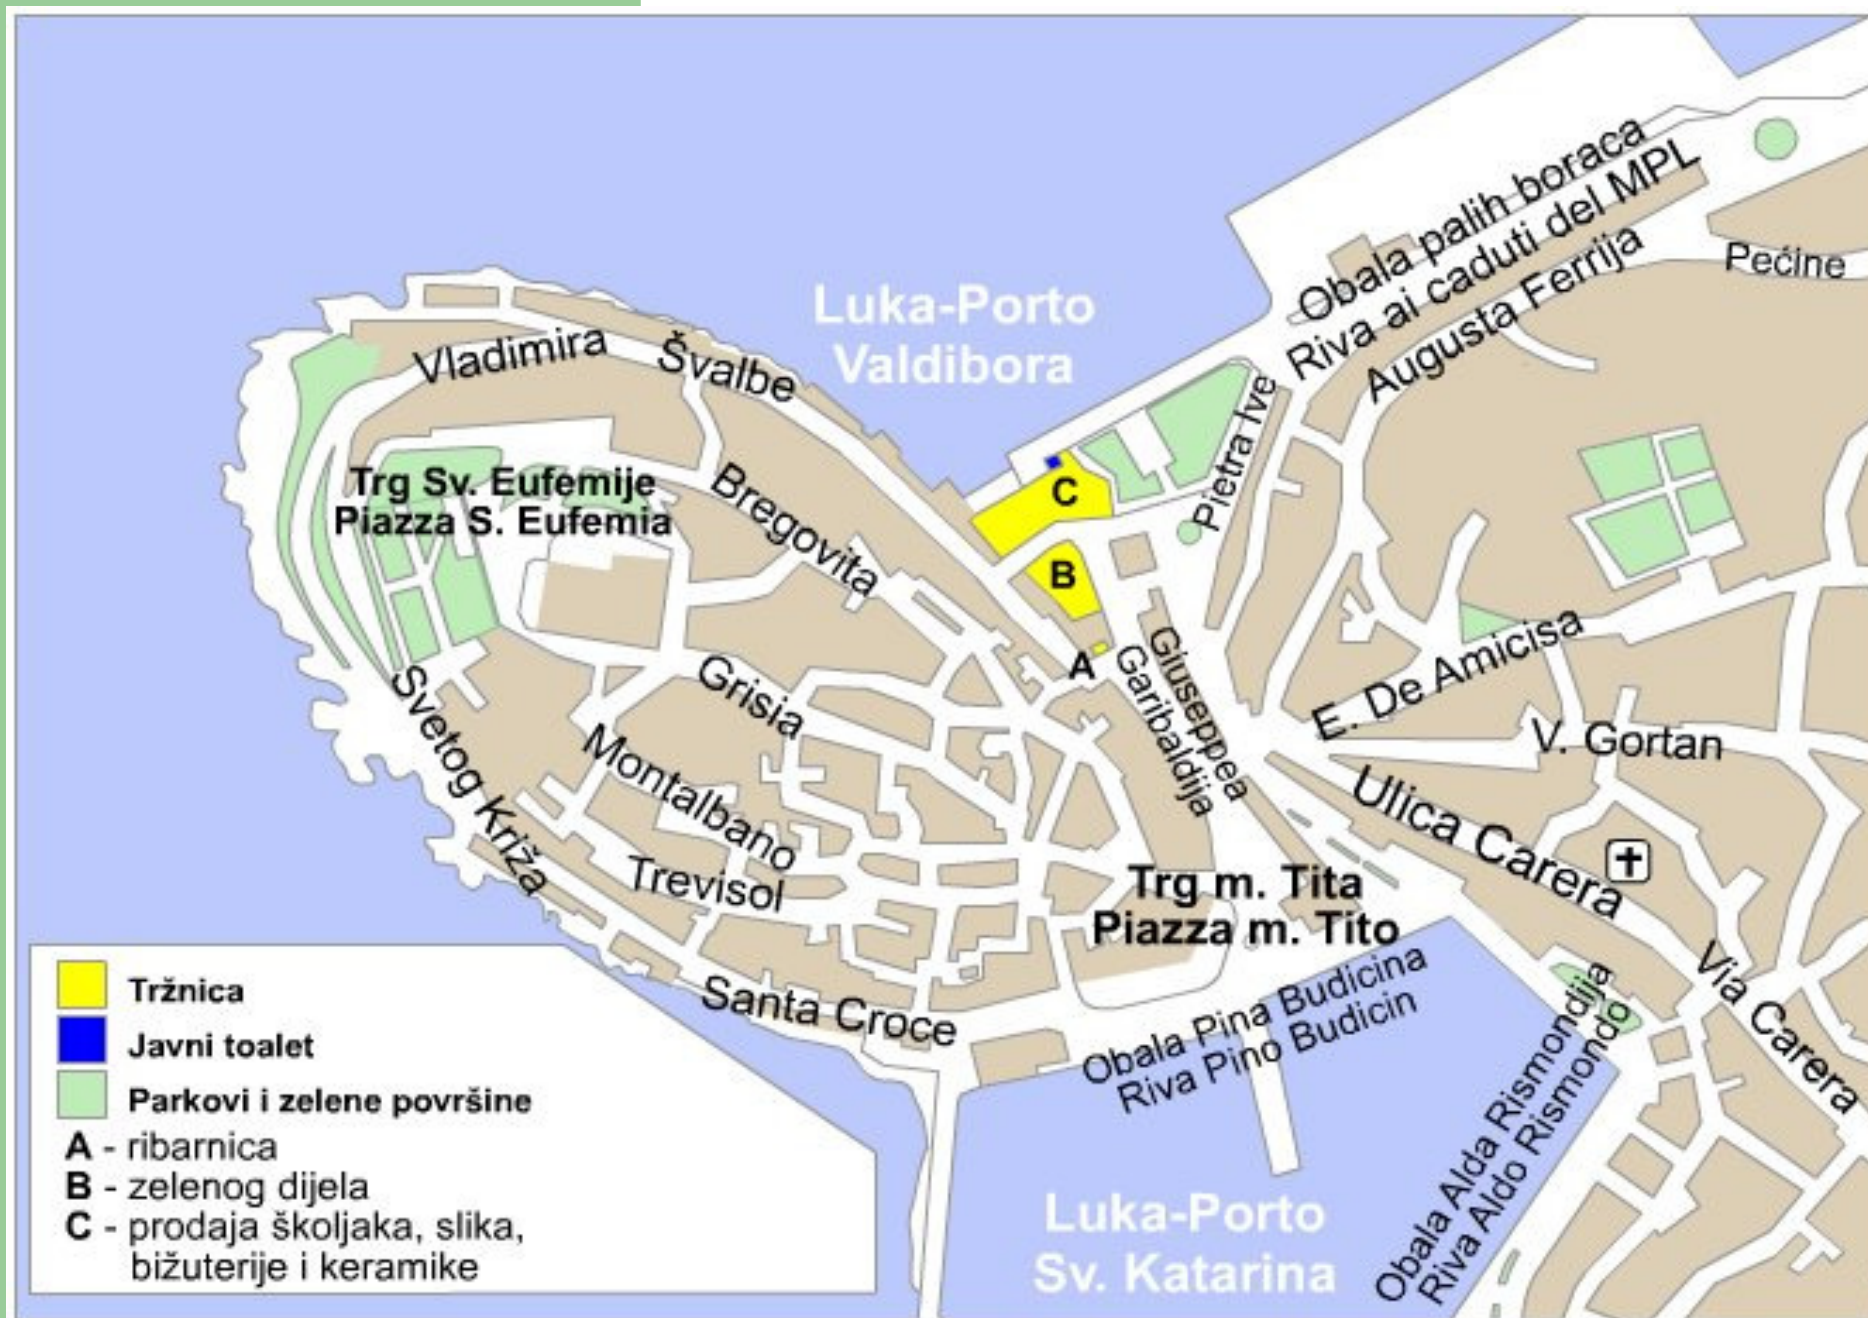 Obala palih boraca
Riva ai caduti del MPL
Augusta Ferrija
Pećine
Luka-Porto
Valdibora
Vladimira
Švalbe
Pietra Ive
Trg Sv. Eufemije
Piazza S. Eufemia
Bregovita
C
B
A
Giuseppea
Garibaldija
E. De Amicisa
V. Gortan
Grisia
Svetog Križa
Montalbano
Trevisol
Ulica Carera
Trg m. Tita
Piazza m. Tito
Via Carera
Santa Croce
Obala Pina Budicina
Riva Pino Budicin
Obala Alda Rismondija
Riva Aldo Rismondo
Luka-Porto
Sv. Katarina
Tržnica
Javni toalet
Parkovi i zelene površine
A - ribarnica
B - zelenog dijela
C - prodaja školjaka, slika,
bižuterije i keramike